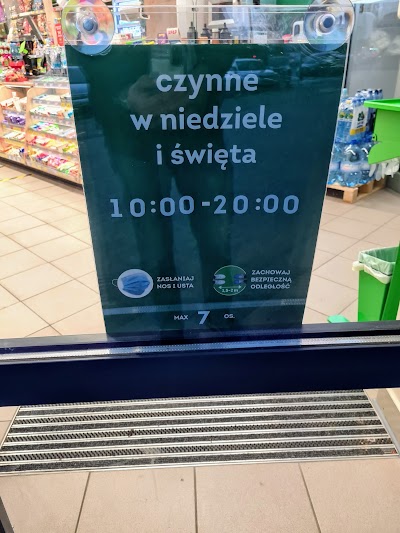 czynne
w niedziele
i święta
10:00-20:00
ZASŁANIAJ
NOS I USTA
ZACHOWAJ
BEZPIECZNĄ
ODLEGŁOŚĆ
MAX 7 OS.